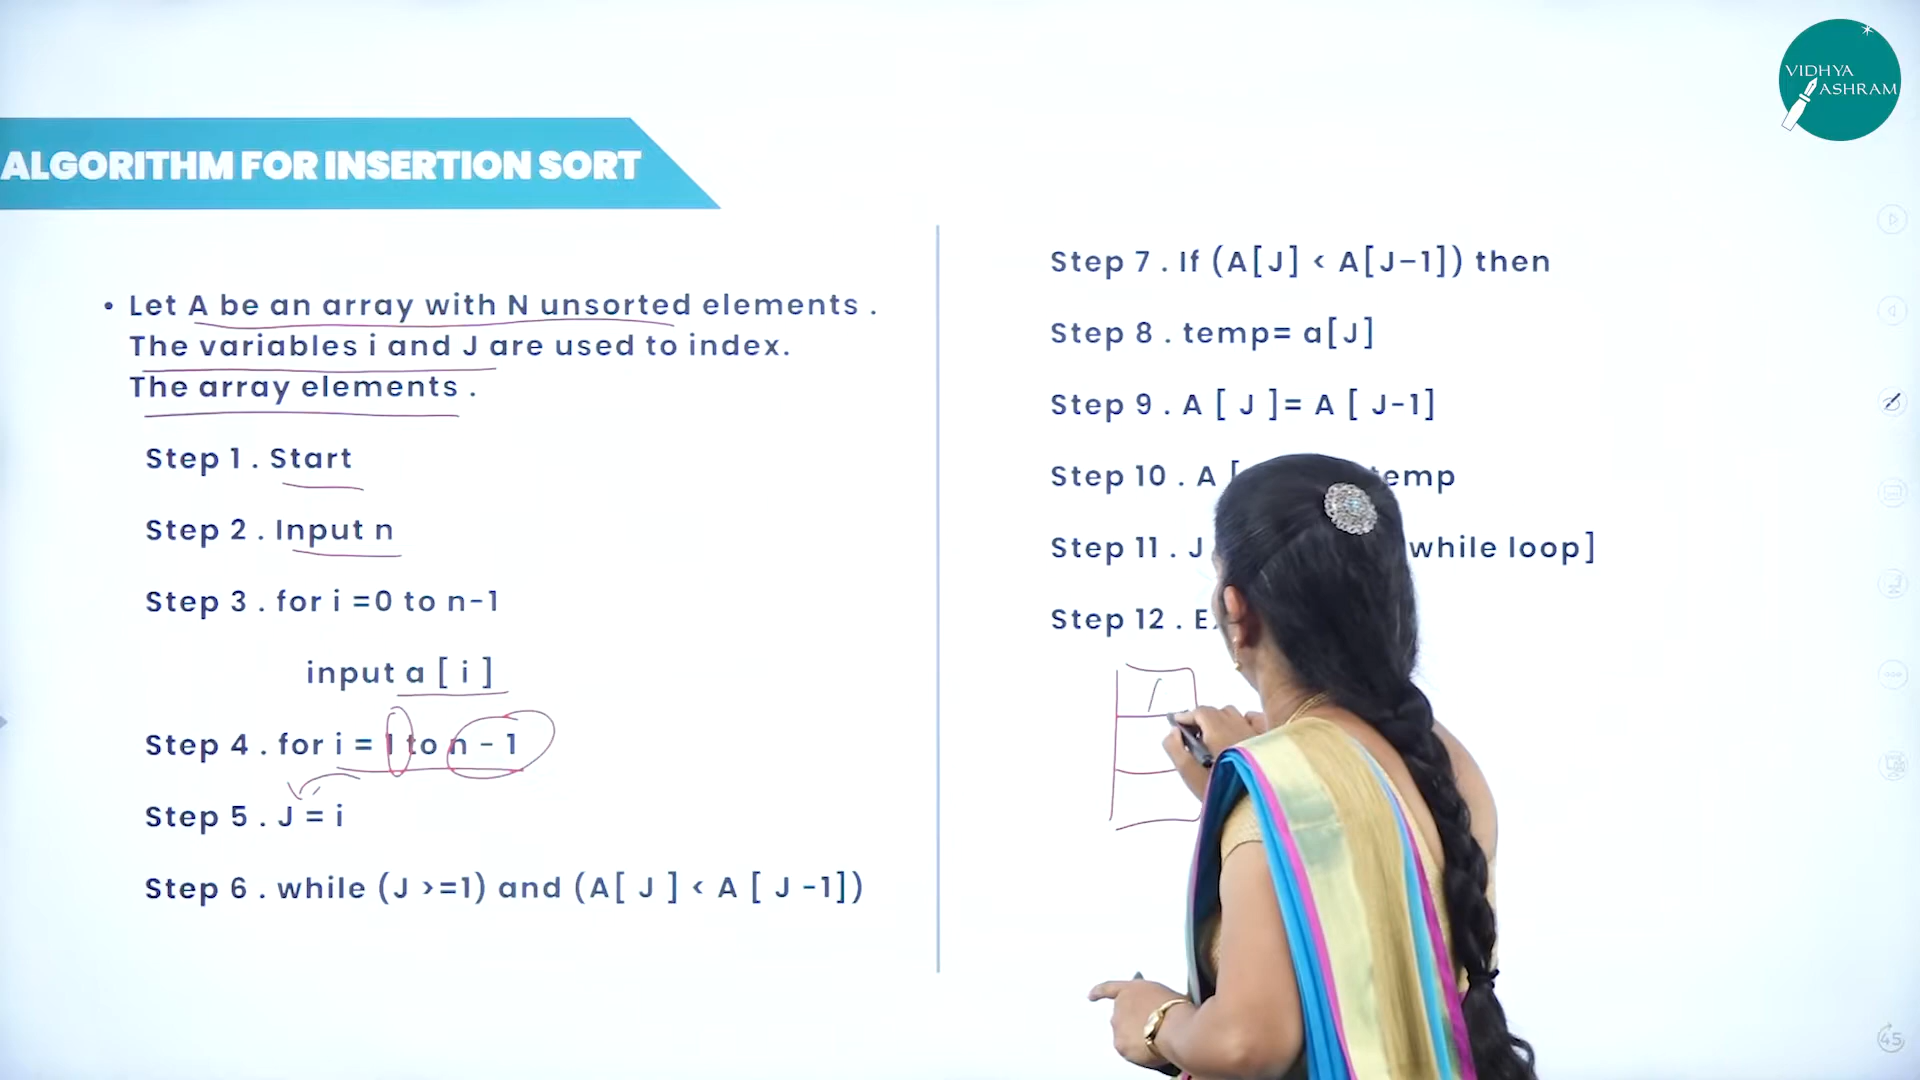 VIDHYA
ASHRAM
ALGORITHM FOR INSERTION SORT
• Let A be an array with N unsorted elements .
The variables i and J are used to index.
The array elements .
Step 1 . Start
Step 2 . Input n
Step 3 . for i =0 to n-1
input a [ i ]
Step 4 . for i = 1 to n - 1
Step 5 . J = i
Step 6 . while (J >=1) and (A[ J ] < A [ J -1])
Step 7 . If (A[J] < A[J-1]) then
Step 8 . temp= a[J]
Step 9 . A [ J ]= A [ J-1]
Step 10 . A [
Step 11 . J while loop]
Step 12 .
45